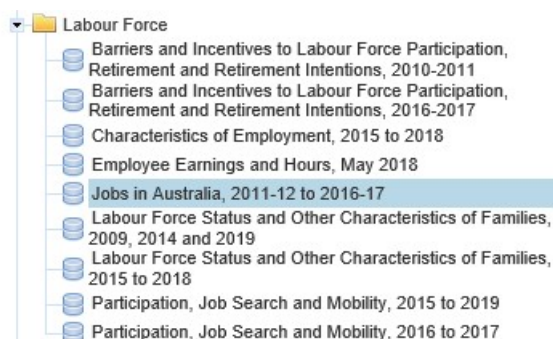 Labour Force
Barriers and Incentives to Labour Force Participation,
Retirement and Retirement Intentions, 2010-2011
Barriers and Incentives to Labour Force Participation,
Retirement and Retirement Intentions, 2016-2017
Characteristics of Employment, 2015 to 2018
Employee Earnings and Hours, May 2018
Jobs in Australia, 2011-12 to 2016-17
Labour Force Status and Other Characteristics of Families,
2009, 2014 and 2019
Labour Force Status and Other Characteristics of Families,
2015 to 2018
Participation, Job Search and Mobility, 2015 to 2019
Participation, Job Search and Mobility, 2016 to 2017